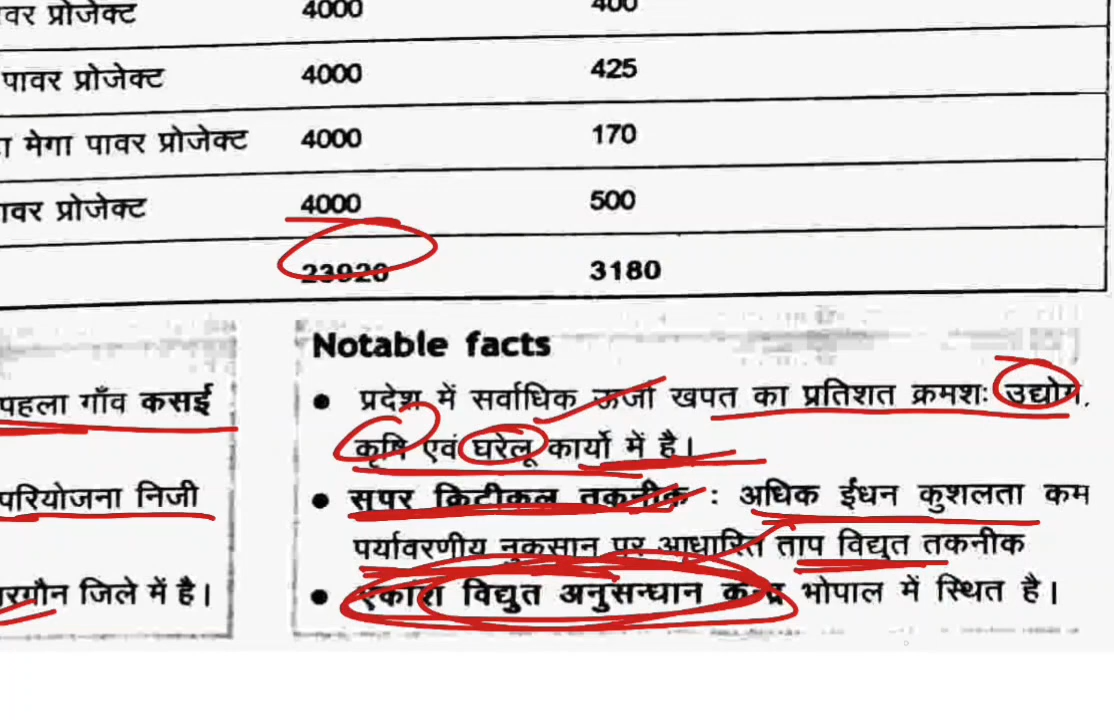 वर प्रोजेक्ट 4000 400
पावर प्रोजेक्ट 4000 425
मेगा पावर प्रोजेक्ट 4000 170
ावर प्रोजेक्ट 4000 500
23920 3180
पहला गाँव कसई
परियोजना निजी
रगौन जिले में है।
Notable facts
● प्रदेश में सर्वाधिक ऊर्जा खपत का प्रतिशत क्रमशः उद्योग,
कृषि एवं घरेलू कार्यो में है।
● सुपर क्रिटीकल तकनीक : अधिक ईंधन कुशलता कम
पर्यावरणीय नुकसान पर आधारित ताप विद्युत तकनीक
● विद्युत अनुसन्धान केन्द्र भोपाल में स्थित है।